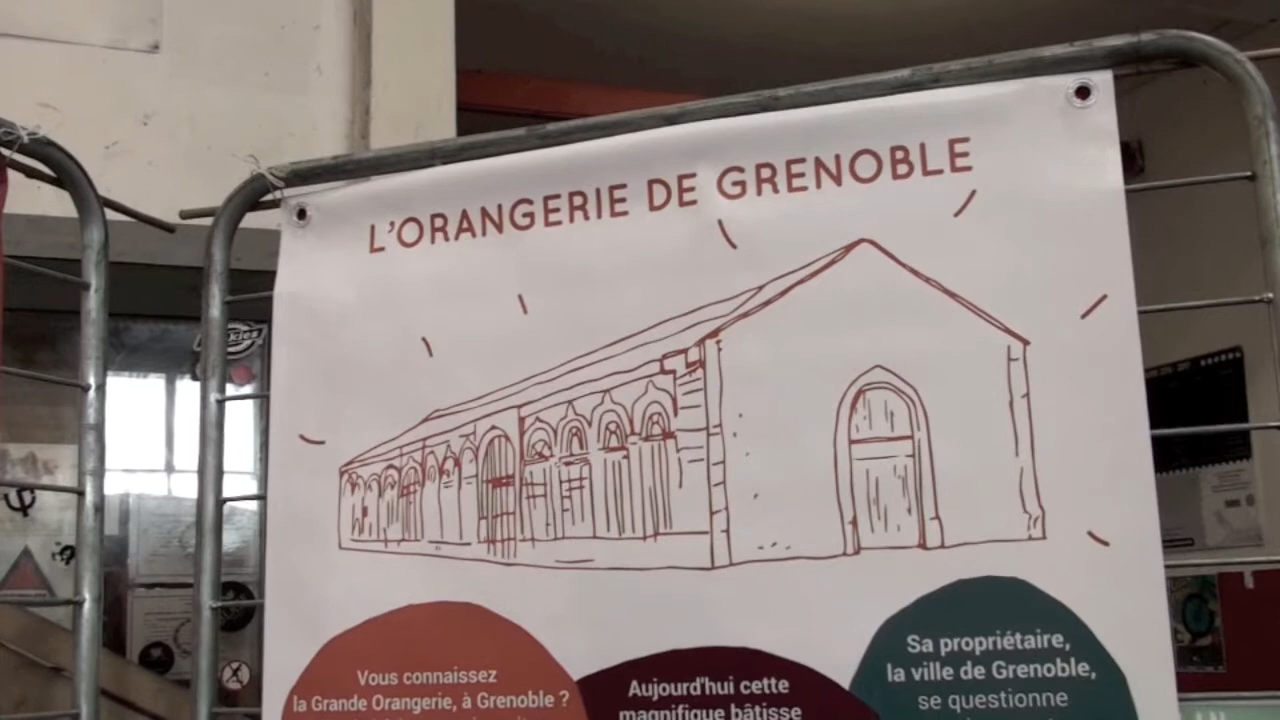 L'ORANGERIE DE GRENOBLE
Vous connaissez
la Grande Orangerie, à Grenoble ?
Aujourd'hui cette
magnifique bâtisse
Sa propriétaire,
la ville de Grenoble,
se questionne